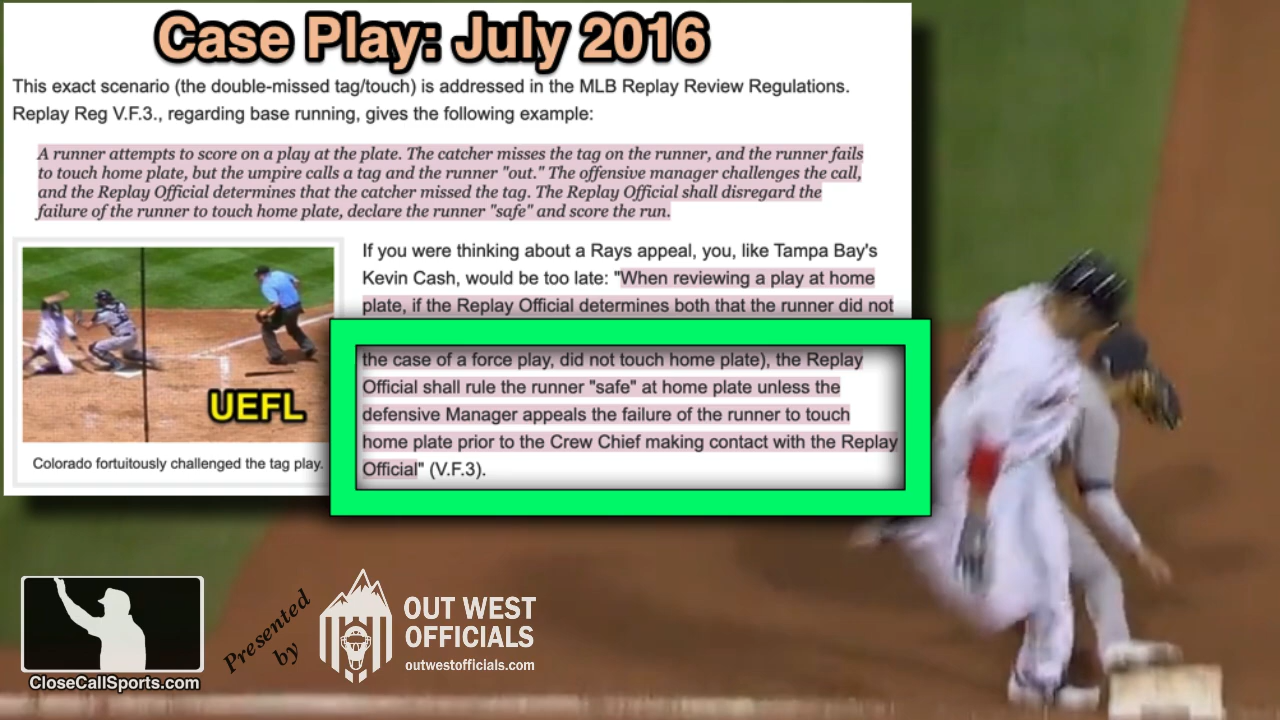 Case Play: July 2016
This exact scenario (the double-missed tag/touch) is addressed in the MLB Replay Review Regulations.
Replay Reg V.F.3., regarding base running, gives the following example:
A runner attempts to score on a play at the plate. The catcher misses the tag on the runner, and the runner fails
to touch home plate, but the umpire calls a tag and the runner "out." The offensive manager challenges the call,
and the Replay Official determines that the catcher missed the tag. The Replay Official shall disregard the
failure of the runner to touch home plate, declare the runner "safe" and score the run.
UEFL
Colorado fortuitously challenged the tag play.
If you were thinking about a Rays appeal, you, like Tampa Bay's
Kevin Cash, would be too late: "When reviewing a play at home
plate, if the Replay Official determines both that the runner did not
the case of a force play, did not touch home plate), the Replay
Official shall rule the runner "safe" at home plate unless the
defensive Manager appeals the failure of the runner to touch
home plate prior to the Crew Chief making contact with the Replay
Official" (V.F.3).
CloseCallSports.com
Presented
by
OUT WEST
OFFICIALS
outwestofficials.com